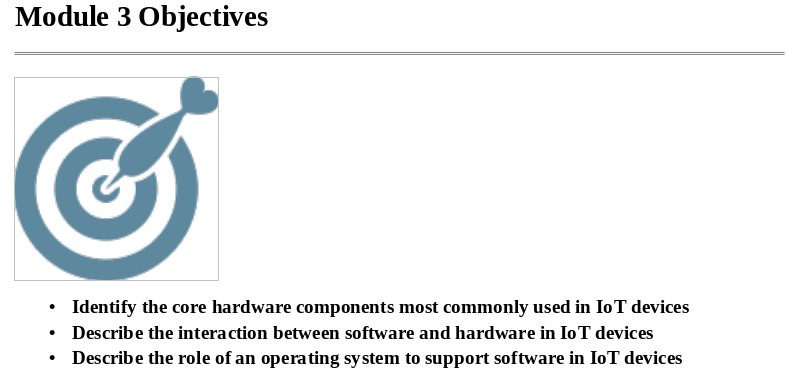 Module 3 Objectives
• Identify the core hardware components most commonly used in IoT devices
• Describe the interaction between software and hardware in IoT devices
• Describe the role of an operating system to support software in IoT devices